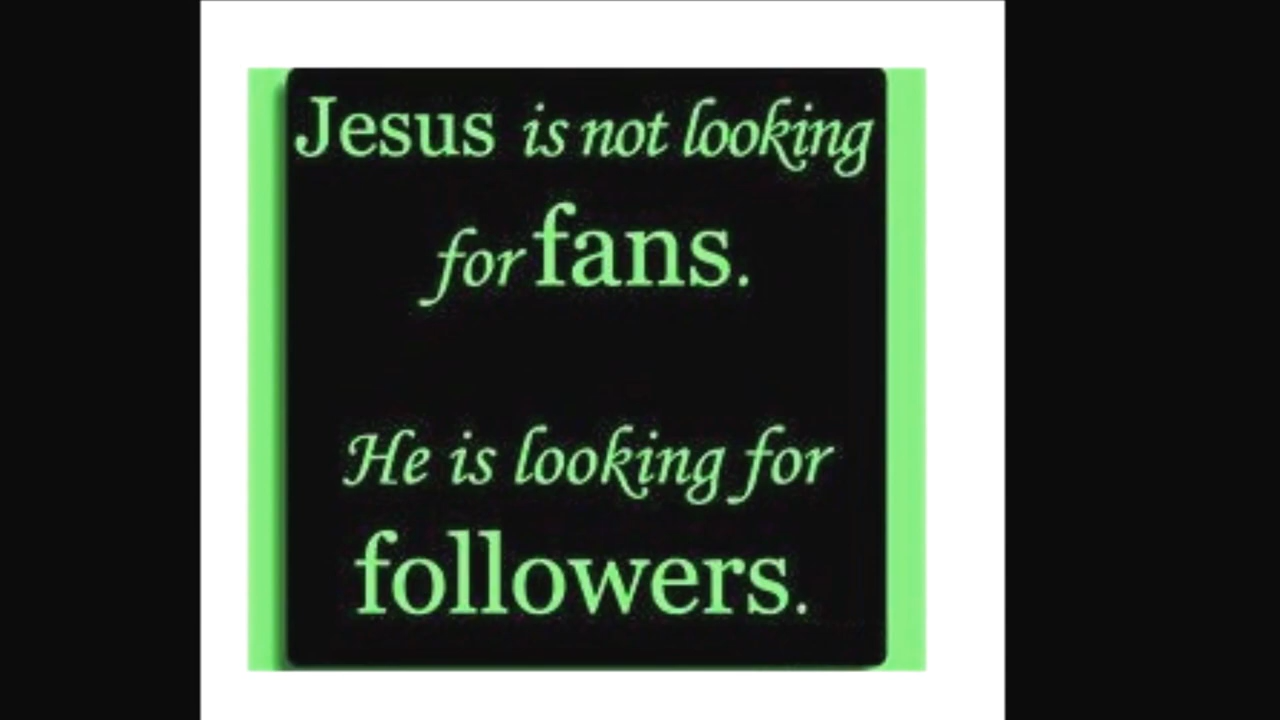 Jesus is not looking
for fans.
He is looking for
followers.